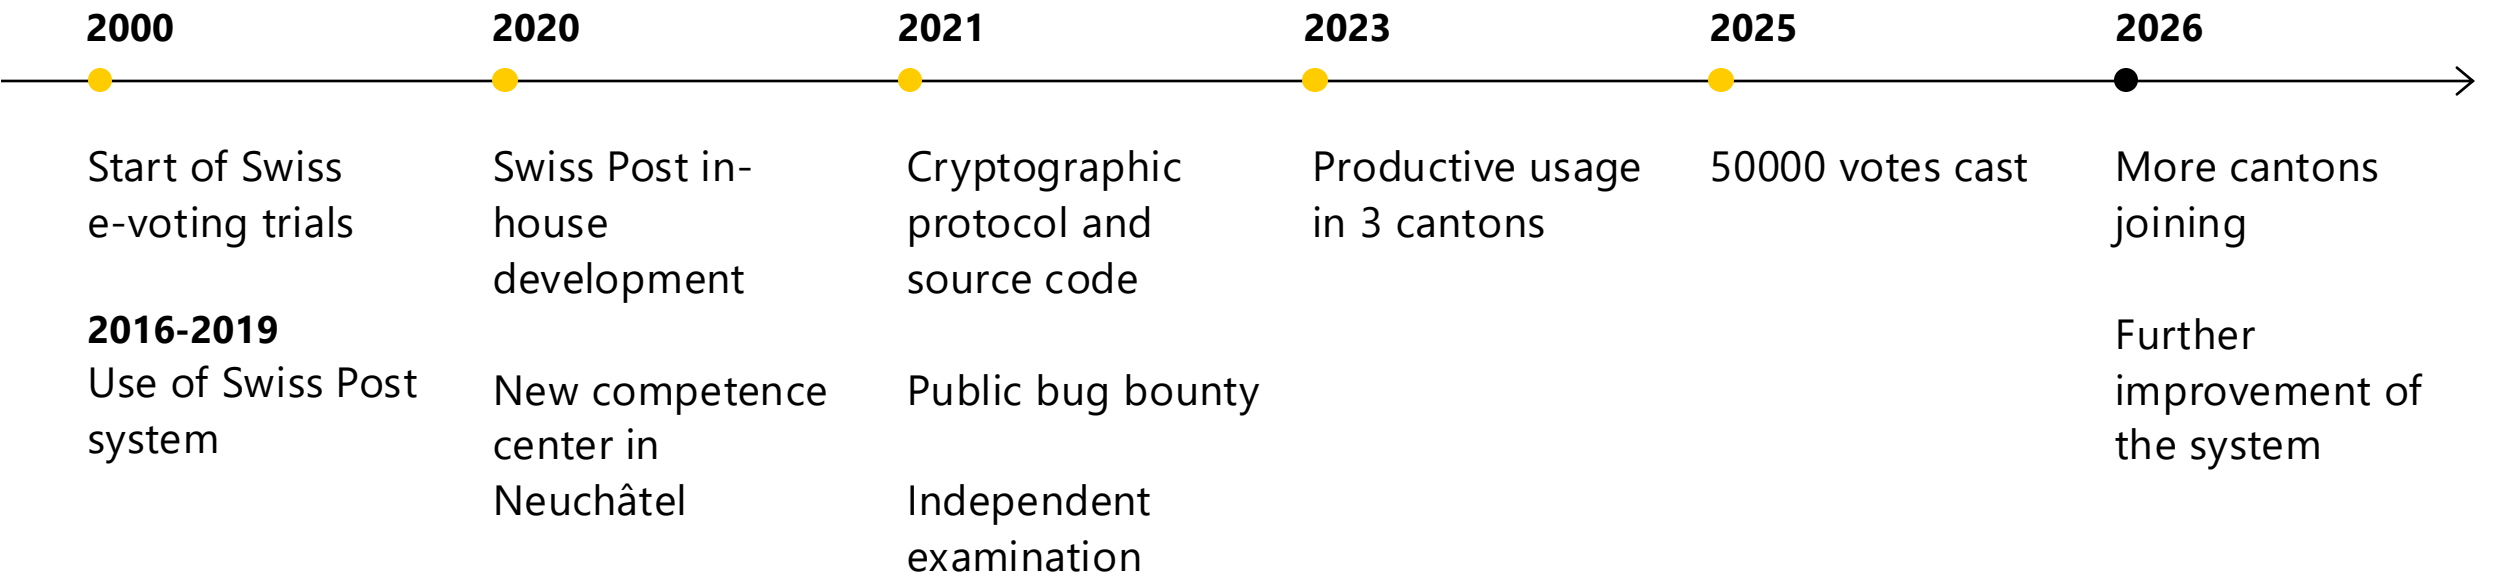 2000
Start of Swiss
e-voting trials
2016-2019
Use of Swiss Post
system
2020
Swiss Post in-
house
development
New competence
center in
Neuchâtel
2021
Cryptographic
protocol and
source code
Public bug bounty
Independent
examination
2023
Productive usage
in 3 cantons
2025
50000 votes cast
2026
More cantons
joining
Further
improvement of
the system